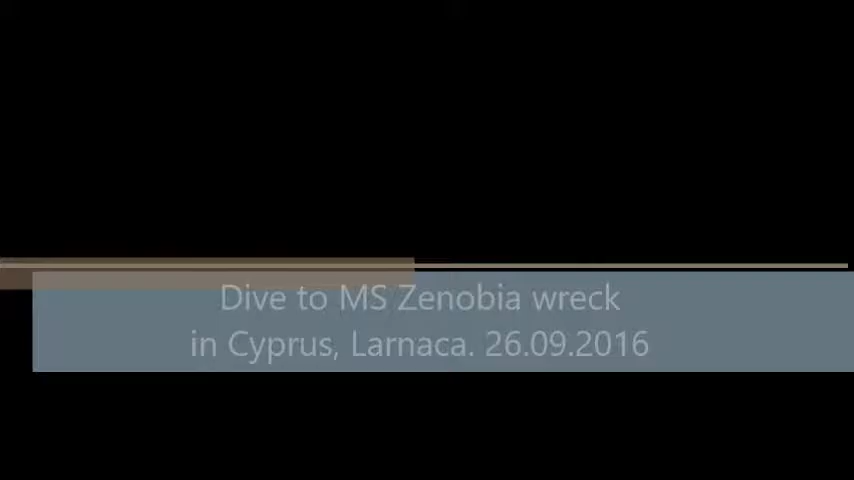 Dive to MS Zenobia wreck
in Cyprus, Larnaca. 26.09.2016